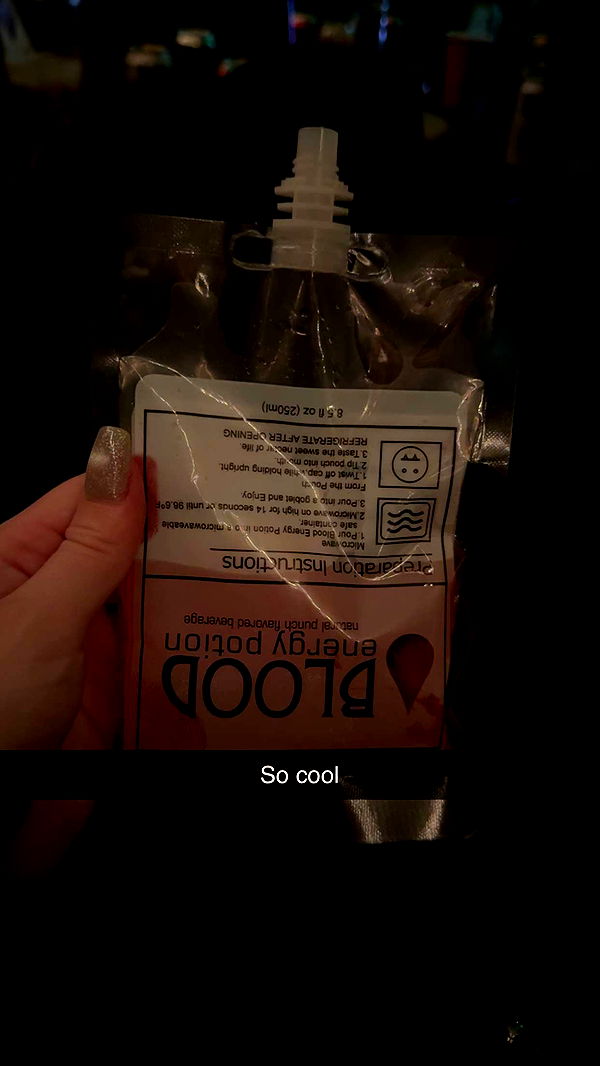 BLOOD
energy potion
natural punch flavored beverage
Preparation Instructions
Microwave
1. Pour Blood Energy Potion into a microwaveable
safe container.
2.Microwave on high for 14 seconds or until 98.6°F
3.Pour into a goblet and Enjoy.
From the Pouch
1.Twist off cap while holding upright.
2.Tip pouch into mouth.
3.Taste the sweet nectar of life.
REFRIGERATE AFTER OPENING
8.5 fl oz (250ml)
So cool